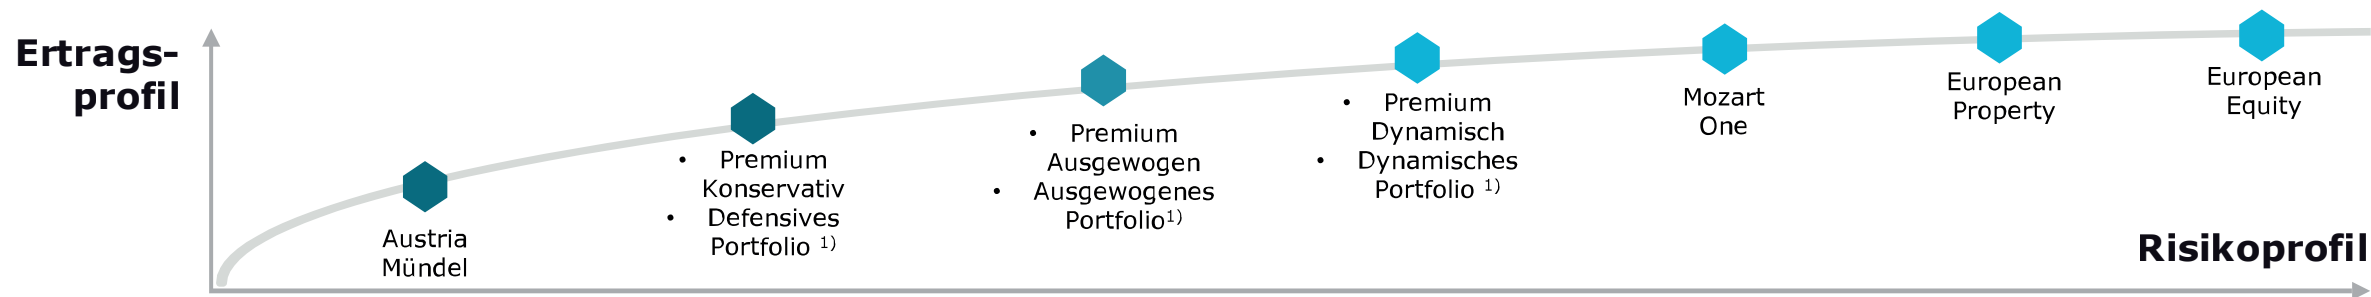 Ertrags-
profil
Austria
Mündel
• Premium
Konservativ
• Defensives
Portfolio 1)
• Premium
Ausgewogen
• Ausgewogenes
Portfolio1)
• Premium
Dynamisch
• Dynamisches
Portfolio 1)
Mozart
One
European
Property
European
Equity
Risikoprofil